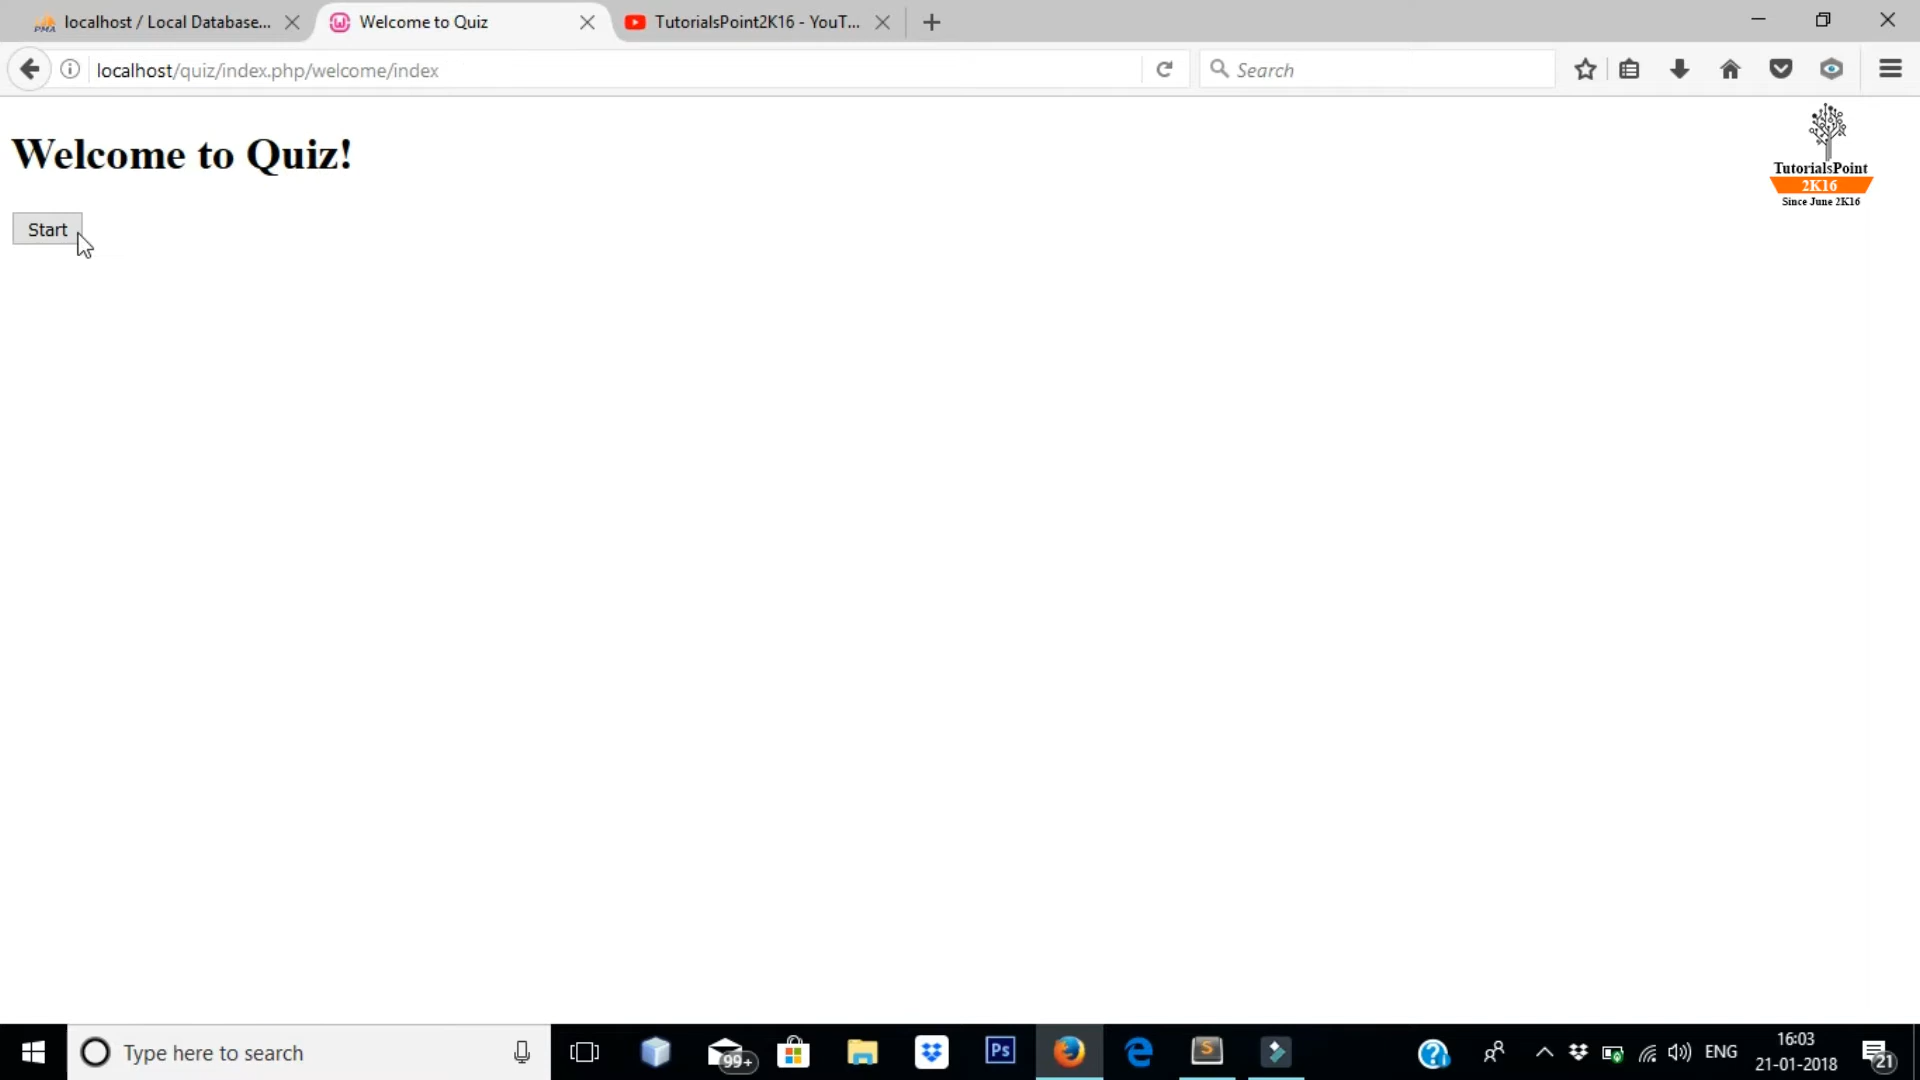 localhost / Local Database...
Welcome to Quiz
TutorialsPoint2K16 - YouT...
localhost/quiz/index.php/welcome/index
Search
Welcome to Quiz!
Start
TutorialsPoint
2K16
Since June 2K16
Type here to search
99+
Ps
S
ENG
16:03
21-01-2018
21